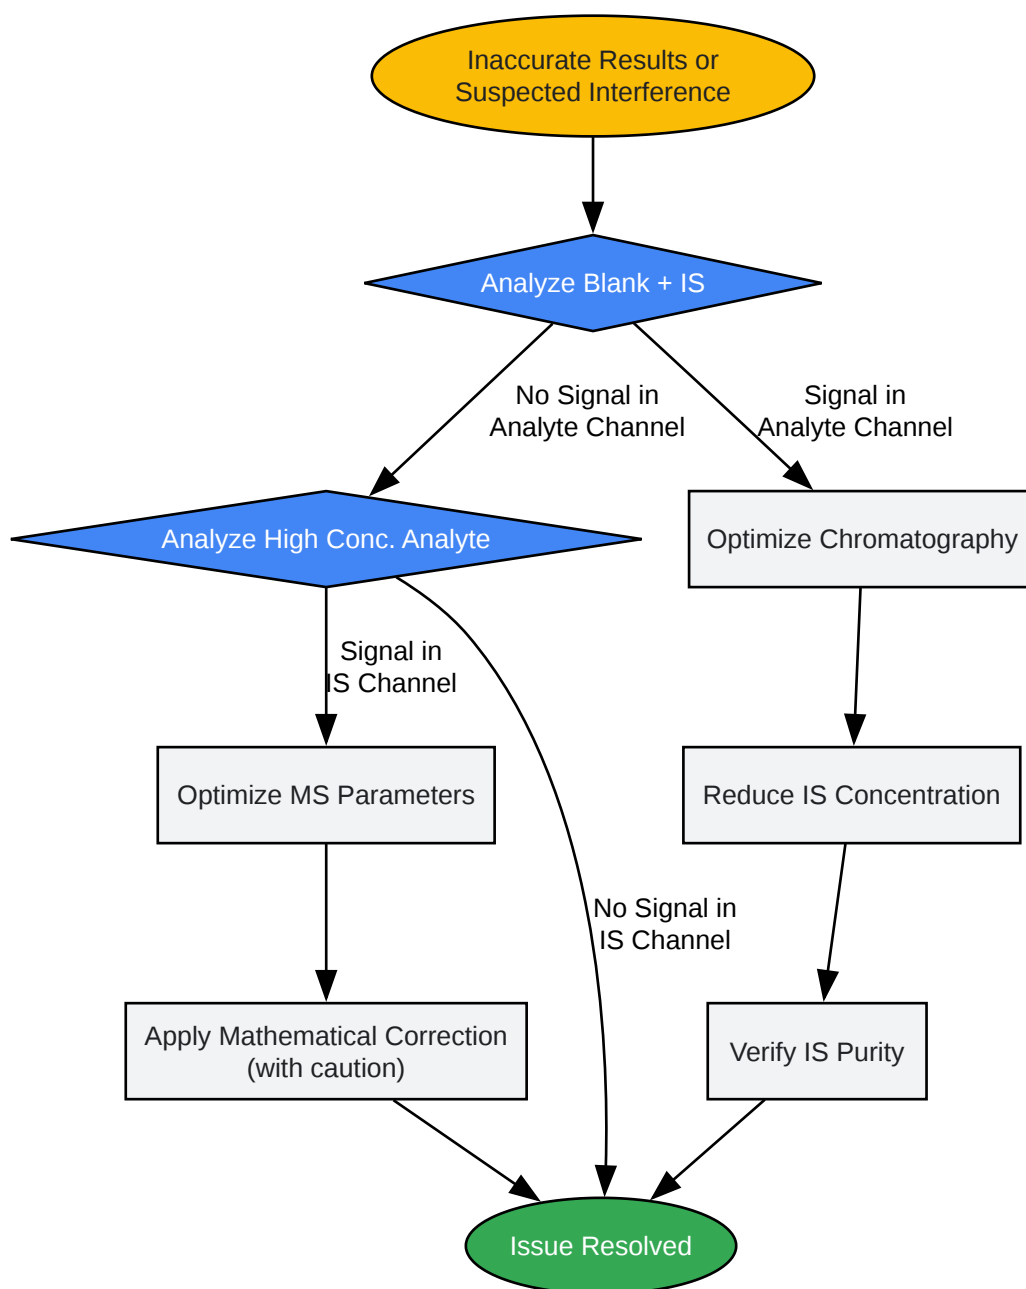 Inaccurate Results or
Suspected Interference
Analyze Blank + IS
No Signal in
Analyte Channel
Signal in
Analyte Channel
Analyze High Conc. Analyte
Optimize Chromatography
Signal in
IS Channel
Optimize MS Parameters
Reduce IS Concentration
No Signal in
IS Channel
Apply Mathematical Correction
(with caution)
Verify IS Purity
Issue Resolved